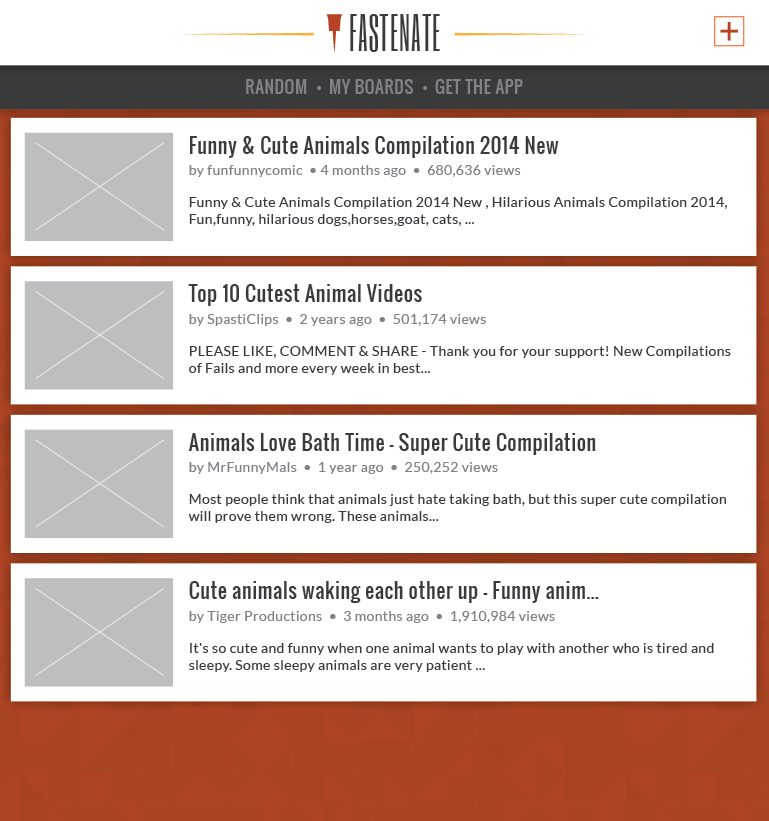 FASTENATE
RANDOM • MY BOARDS • GET THE APP
Funny & Cute Animals Compilation 2014 New
by funfunnycomic • 4 months ago • 680,636 views
Funny & Cute Animals Compilation 2014 New , Hilarious Animals Compilation 2014,
Fun,funny, hilarious dogs,horses,goat, cats, ...
Top 10 Cutest Animal Videos
by SpastiClips • 2 years ago • 501,174 views
PLEASE LIKE, COMMENT & SHARE - Thank you for your support! New Compilations
of Fails and more every week in best...
Animals Love Bath Time - Super Cute Compilation
by MrFunnyMals • 1 year ago • 250,252 views
Most people think that animals just hate taking bath, but this super cute compilation
will prove them wrong. These animals...
Cute animals waking each other up - Funny anim...
by Tiger Productions • 3 months ago • 1,910,984 views
It's so cute and funny when one animal wants to play with another who is tired and
sleepy. Some sleepy animals are very patient ...